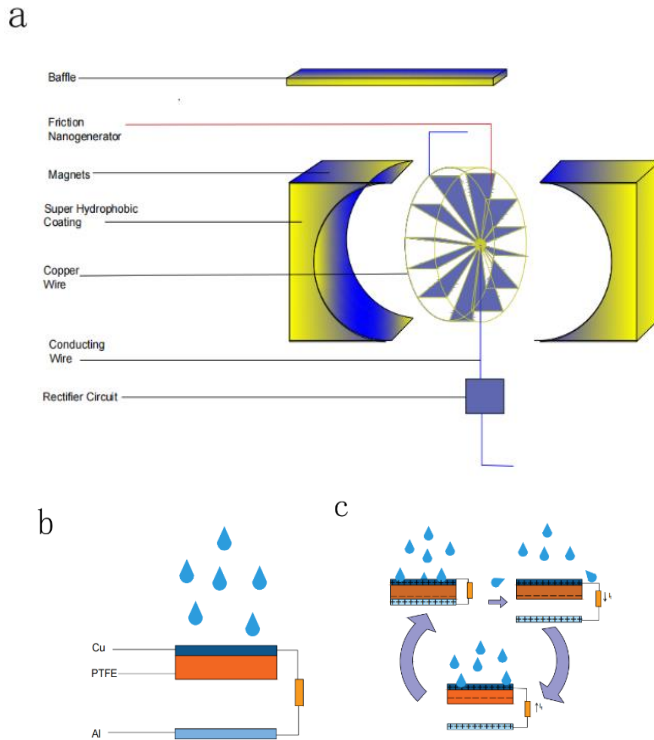 a
Baffle
Friction
Nanogenerator
Magnets
Super Hydrophobic
Coating
Copper
Wire
Conducting
Wire
Rectifier Circuit
b
Cu
PTFE
Al
c